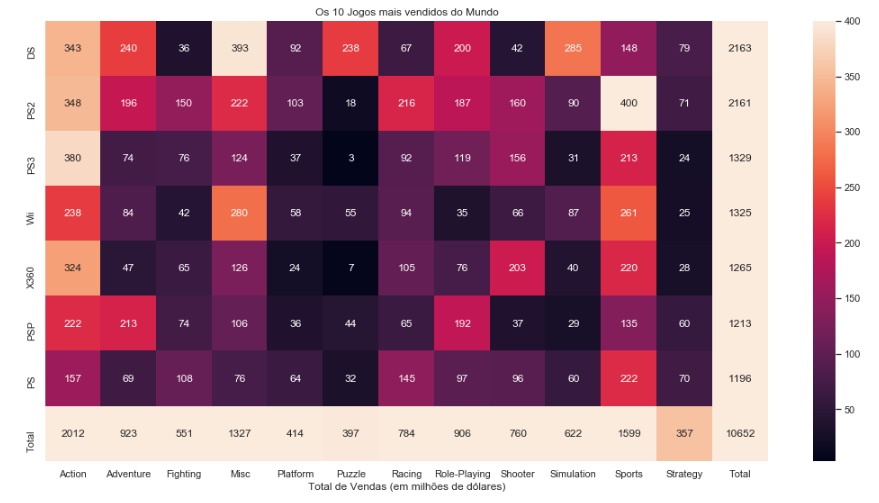 Os 10 Jogos mais vendidos do Mundo
DS 343 240 36 393 92 238 67 200 42 285 148 79 2163
PS2 348 196 150 222 103 18 216 187 160 90 400 71 2161
PS3 380 74 76 124 37 3 92 119 156 31 213 24 1329
Wii 238 84 42 280 58 55 94 35 66 87 261 25 1325
X360 324 47 65 126 24 7 105 76 203 40 220 28 1265
PSP 222 213 74 106 36 44 65 192 37 29 135 60 1213
PS 157 69 108 76 64 32 145 97 96 60 222 70 1196
Total 2012 923 551 1327 414 397 784 906 760 622 1599 357 10652
Action Adventure Fighting Misc Platform Puzzle Racing Role-Playing Shooter Simulation Sports Strategy Total
Total de Vendas (em milhões de dólares)
400
350
300
250
200
150
100
50